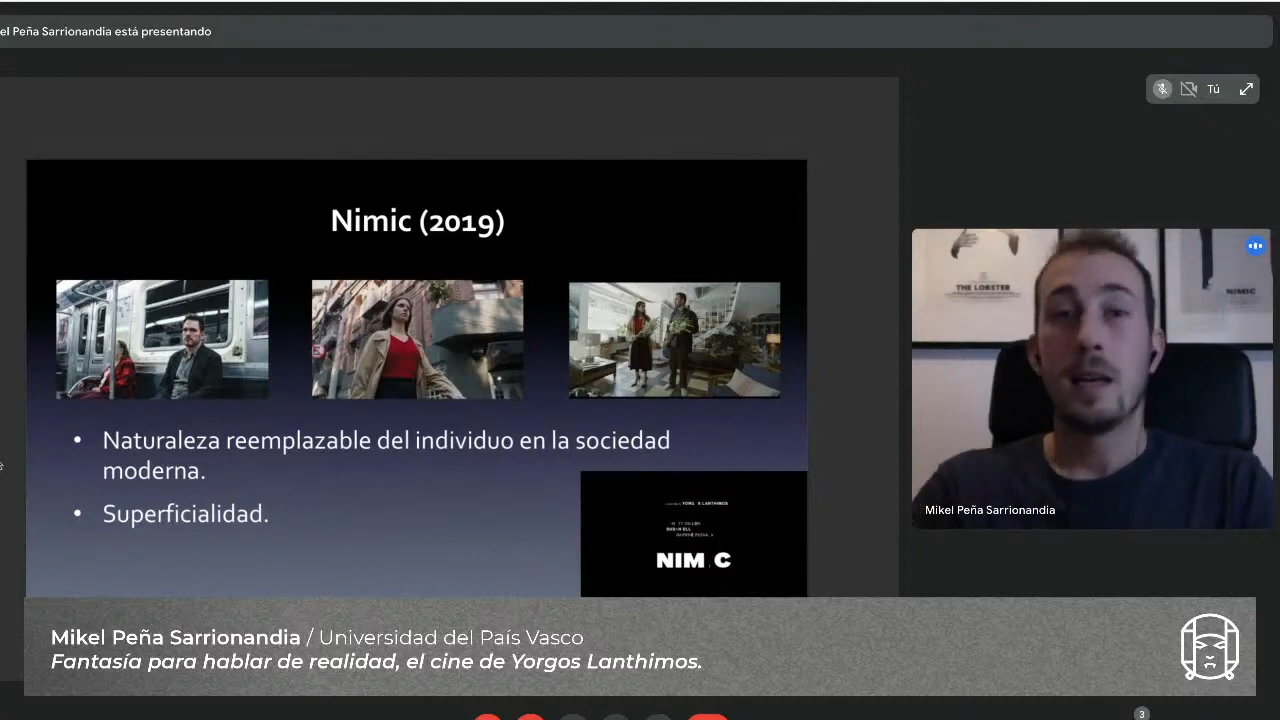 el Peña Sarrionandia está presentando
Tú
Nimic (2019)
THE LOBSTER
NIMIC
• Naturaleza reemplazable del individuo en la sociedad
moderna.
• Superficialidad.
YORG S LANTHIMOS
NIM C
Mikel Peña Sarrionandia
Mikel Peña Sarrionandia / Universidad del País Vasco
Fantasía para hablar de realidad, el cine de Yorgos Lanthimos.
3